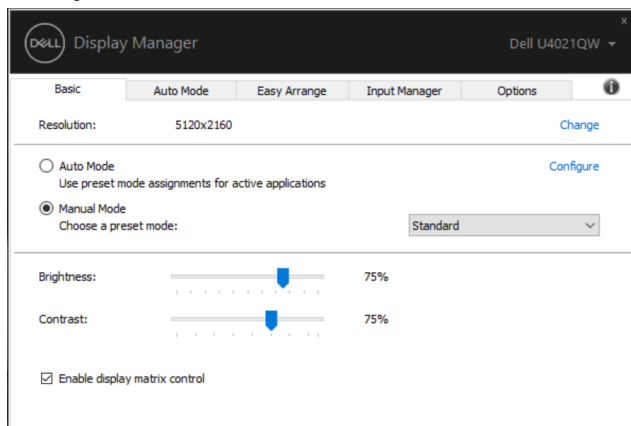 x
DELL Display Manager Dell U4021QW
Basic Auto Mode Easy Arrange Input Manager Options i
Resolution: 5120x2160 Change
Auto Mode Configure
Use preset mode assignments for active applications
Manual Mode
Choose a preset mode: Standard
Brightness: 75%
Contrast: 75%
Enable display matrix control